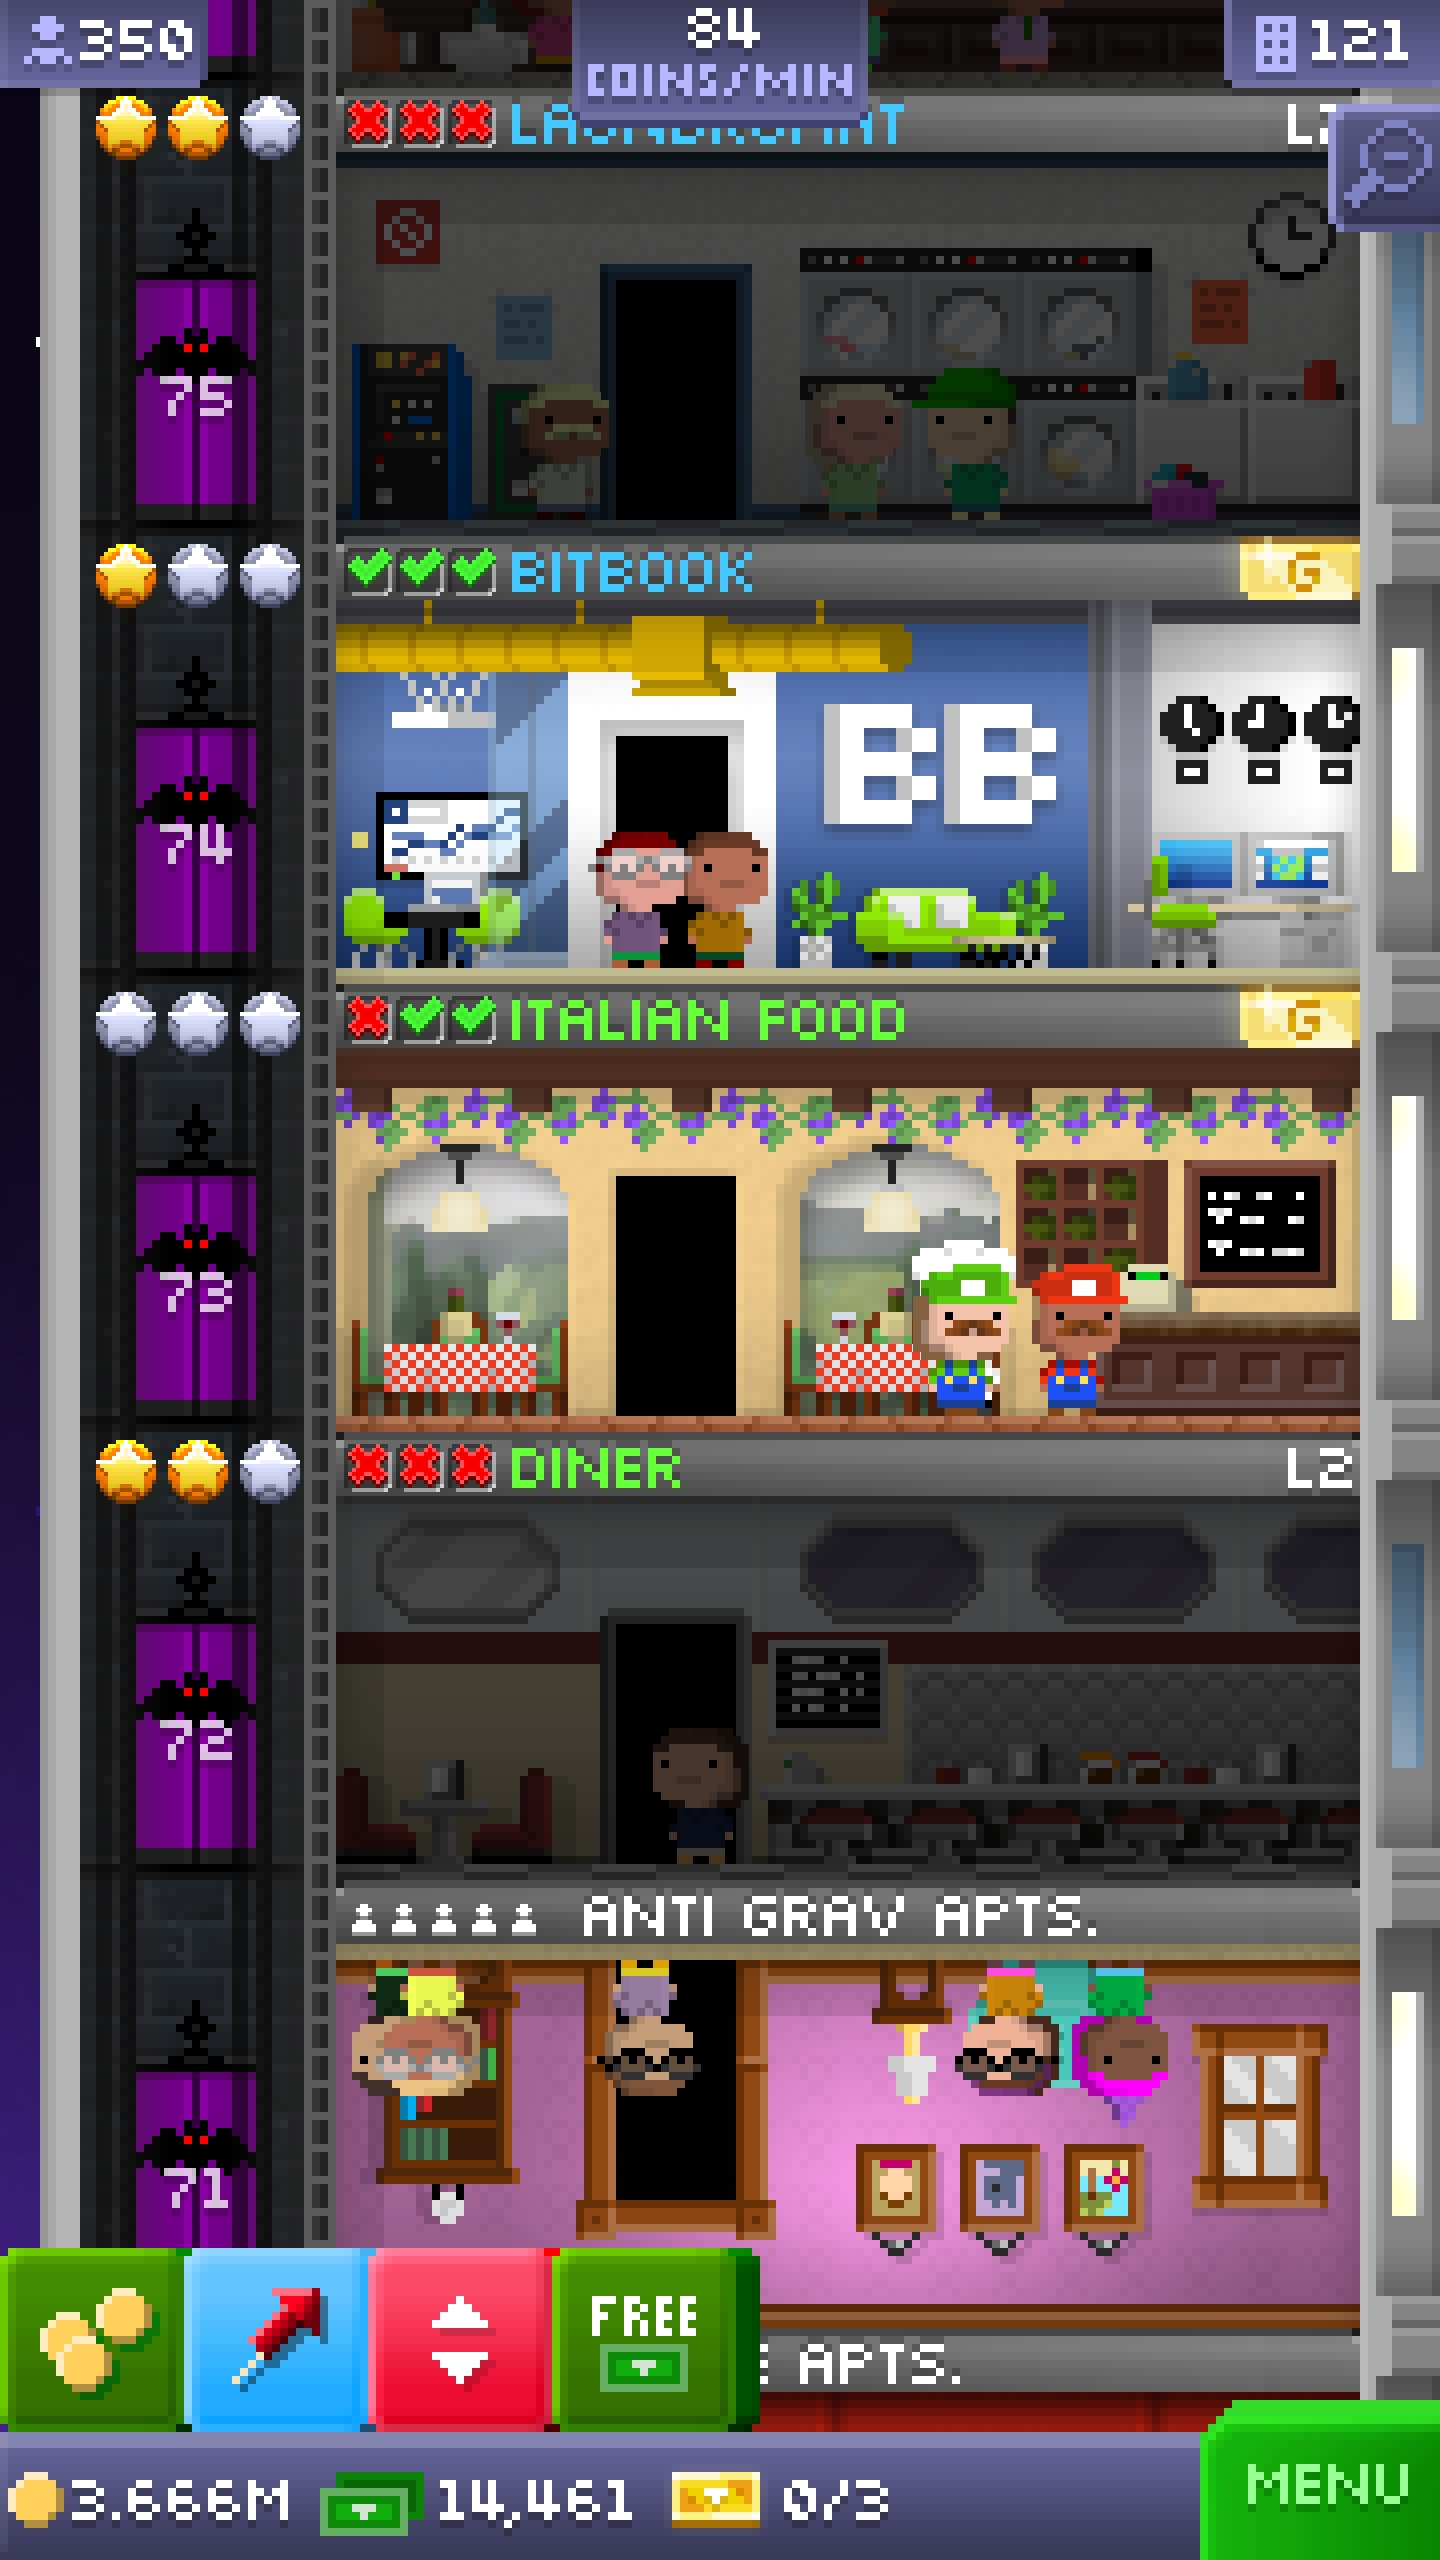 350
84
COINS/MIN
121
75
BITBOOK
G
BB
74
ITALIAN FOOD
G
73
DINER
L2
72
ANTI GRAV APTS.
71
FREE
APTS.
3.666M
14,461
0/3
MENU